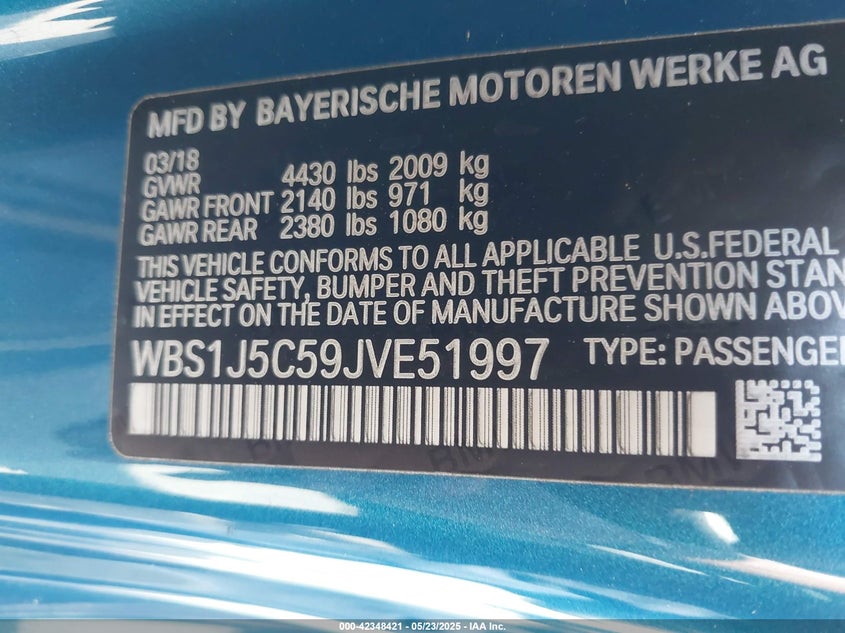 MFD BY BAYERISCHE MOTOREN WERKE AG
03/18
GVWR 4430 lbs 2009 kg
GAWR FRONT 2140 lbs 971 kg
GAWR REAR 2380 lbs 1080 kg
THIS VEHICLE CONFORMS TO ALL APPLICABLE U.S.FEDERAL
VEHICLE SAFETY, BUMPER AND THEFT PREVENTION STAN
IN EFFECT ON THE DATE OF MANUFACTURE SHOWN ABOV
WBS1J5C59JVE51997 TYPE: PASSENGER
BMW
BMW
000-42348421 - 05/23/2025 - IAA Inc.